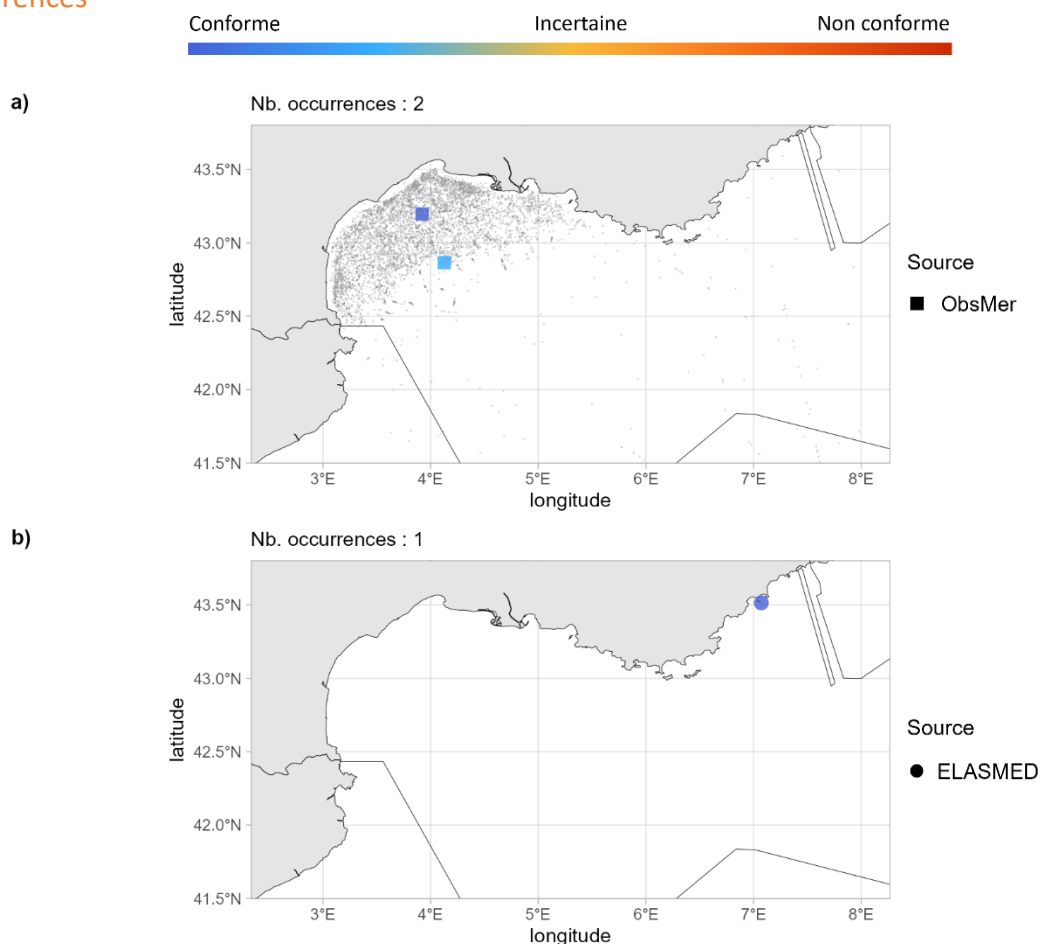 rences
Conforme Incertaine Non conforme
a)
Nb. occurrences : 2
43.5°N
43.0°N
42.5°N
42.0°N
41.5°N
latitude
3°E 4°E 5°E 6°E 7°E 8°E
longitude
Source
ObsMer
b)
Nb. occurrences : 1
43.5°N
43.0°N
42.5°N
42.0°N
41.5°N
latitude
3°E 4°E 5°E 6°E 7°E 8°E
longitude
Source
ELASMED